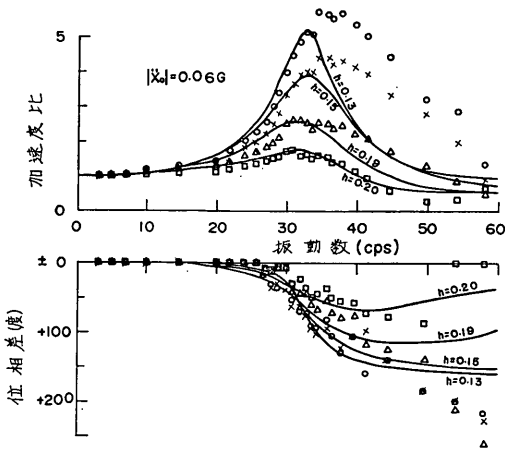 5
|Ẍ₀|=0.06G
h=0.13
h=0.15
h=0.19
h=0.20
加速度比
0
0 10 20 30 40 50 60
振動数(cps)
± 0
+100
+200
位相差(度)
h=0.20
h=0.19
h=0.15
h=0.13